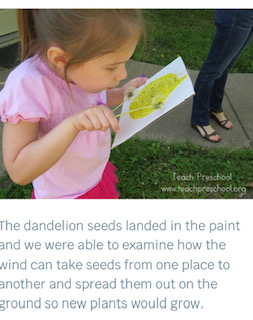 Teach Preschool
www.teachpreschool.org
The dandelion seeds landed in the paint
and we were able to examine how the
wind can take seeds from one place to
another and spread them out on the
ground so new plants would grow.